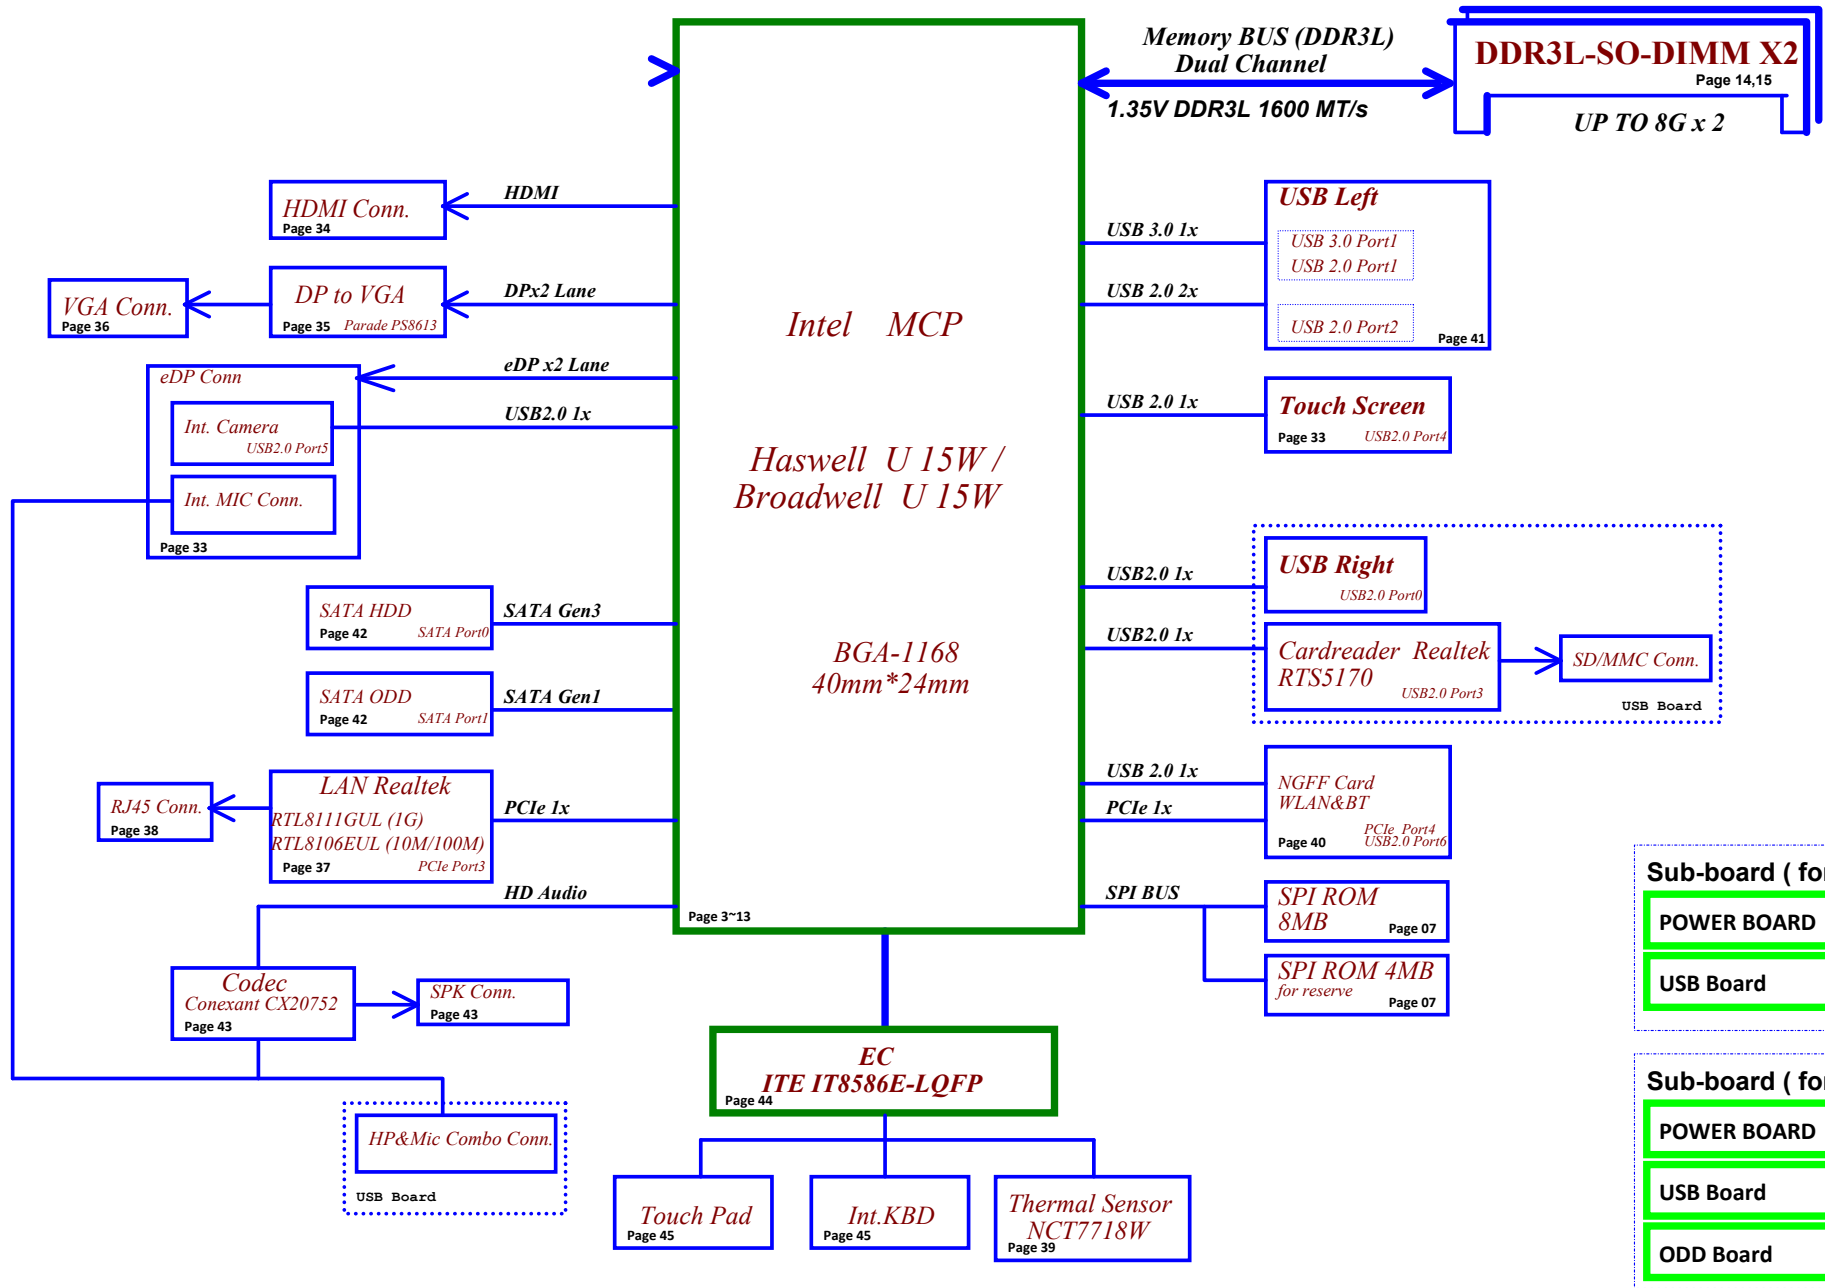 Memory BUS (DDR3L)
Dual Channel
1.35V DDR3L 1600 MT/s
DDR3L-SO-DIMM X2
Page 14,15
UP TO 8G x 2
HDMI
HDMI Conn.
Page 34
DPx2 Lane
DP to VGA
Page 35 Parade PS8613
VGA Conn.
Page 36
eDP x2 Lane
eDP Conn
USB2.0 1x
Int. Camera
USB2.0 Port5
Int. MIC Conn.
Page 33
SATA Gen3
SATA HDD
Page 42 SATA Port0
SATA Gen1
SATA ODD
Page 42 SATA Port1
PCIe 1x
LAN Realtek
RTL8111GUL (1G)
RTL8106EUL (10M/100M)
Page 37 PCIe Port3
RJ45 Conn.
Page 38
HD Audio
Codec
Conexant CX20752
Page 43
SPK Conn.
Page 43
HP&Mic Combo Conn.
USB Board
Intel MCP
Haswell U 15W /
Broadwell U 15W
BGA-1168
40mm*24mm
Page 3~13
EC
ITE IT8586E-LQFP
Page 44
Touch Pad
Page 45
Int.KBD
Page 45
Thermal Sensor
NCT7718W
Page 39
USB 3.0 1x
USB 2.0 2x
USB Left
USB 3.0 Port1
USB 2.0 Port1
USB 2.0 Port2
Page 41
USB 2.0 1x
Touch Screen
Page 33 USB2.0 Port4
USB2.0 1x
USB Right
USB2.0 Port0
USB2.0 1x
Cardreader Realtek
RTS5170
USB2.0 Port3
SD/MMC Conn.
USB Board
USB 2.0 1x
PCIe 1x
NGFF Card
WLAN&BT
PCIe Port4
Page 40 USB2.0 Port6
SPI BUS
SPI ROM
8MB
Page 07
SPI ROM 4MB
for reserve
Page 07
Sub-board ( for
POWER BOARD
USB Board
Sub-board ( for
POWER BOARD
USB Board
ODD Board